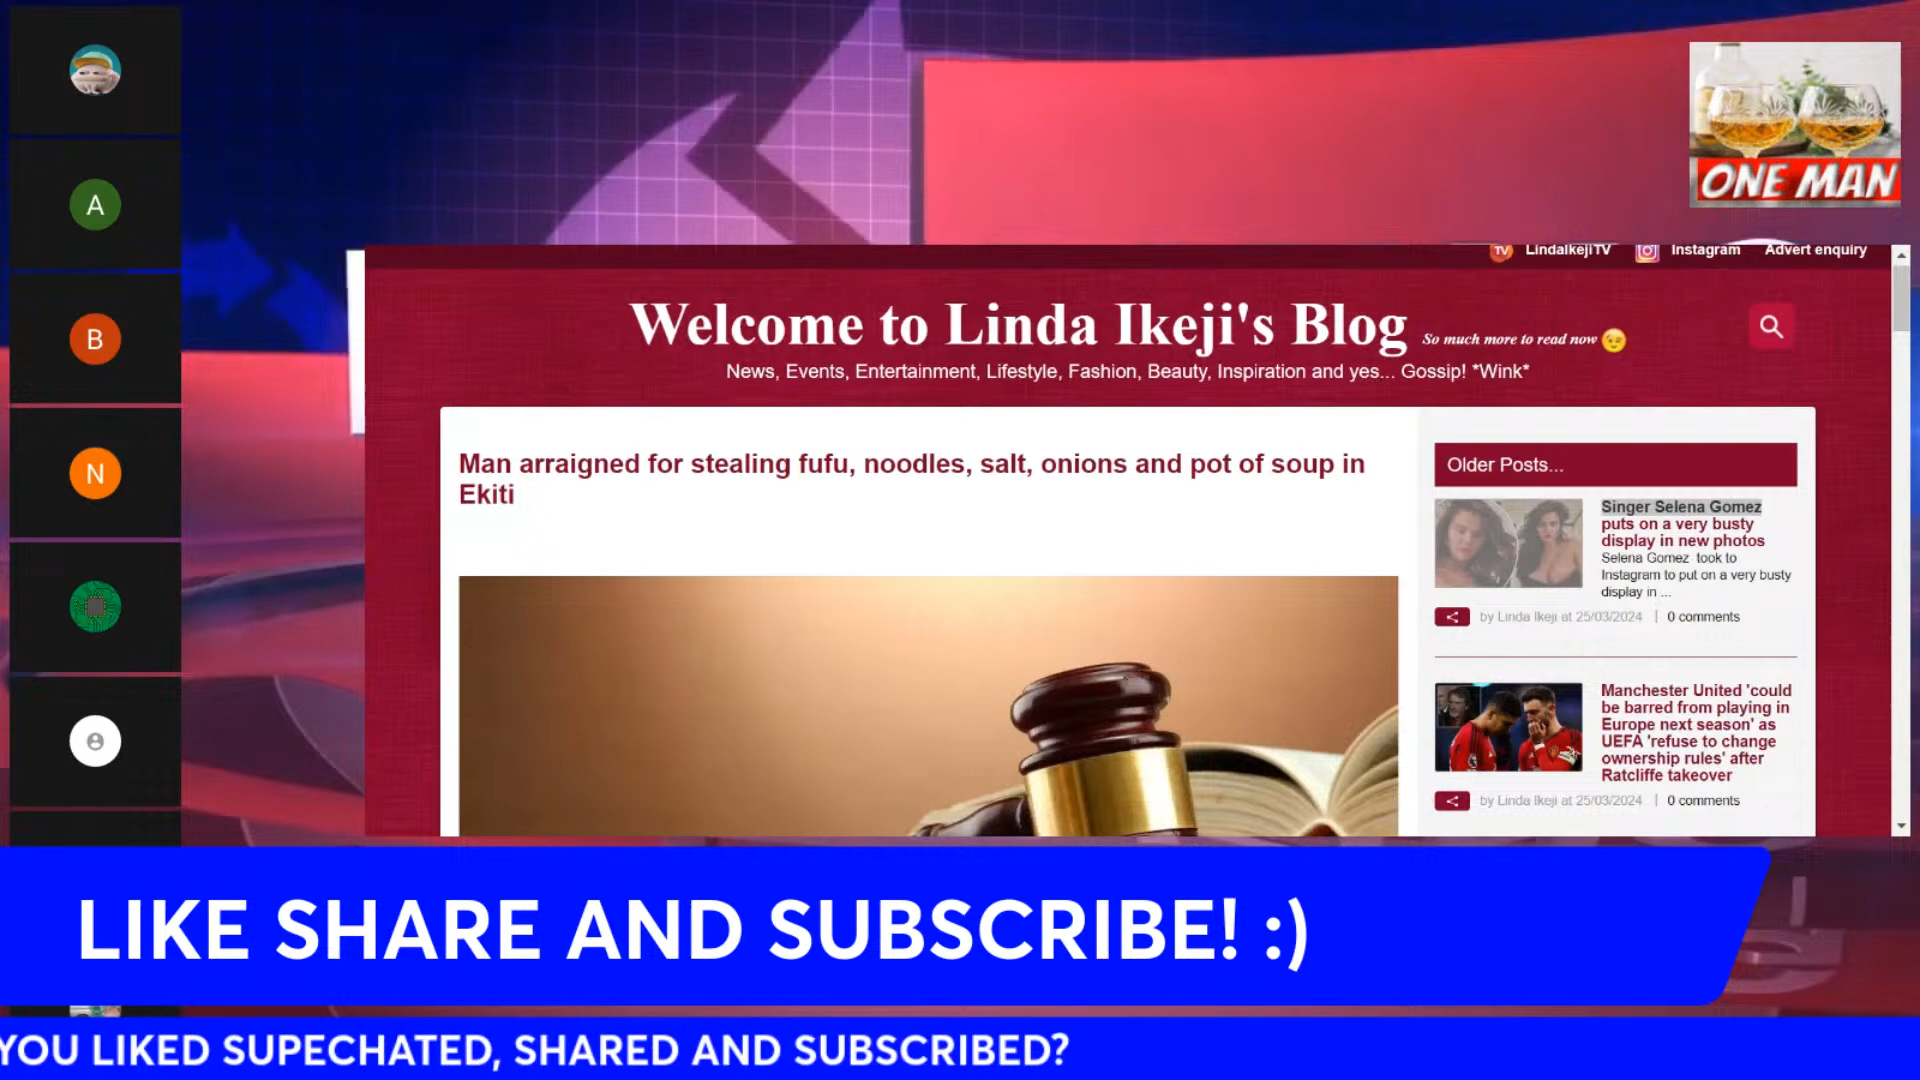 A
B
N
ONE MAN
TV LindaIkejiTV Instagram Advert enquiry
Welcome to Linda Ikeji's Blog So much more to read now
News, Events, Entertainment, Lifestyle, Fashion, Beauty, Inspiration and yes... Gossip! *Wink*
Man arraigned for stealing fufu, noodles, salt, onions and pot of soup in
Ekiti
Older Posts...
Singer Selena Gomez
puts on a very busty
display in new photos
Selena Gomez took to
Instagram to put on a very busty
display in ...
by Linda Ikeji at 25/03/2024 | 0 comments
Manchester United 'could
be barred from playing in
Europe next season' as
UEFA 'refuse to change
ownership rules' after
Ratcliffe takeover
by Linda Ikeji at 25/03/2024 | 0 comments
LIKE SHARE AND SUBSCRIBE! :)
YOU LIKED SUPECHATED, SHARED AND SUBSCRIBED?